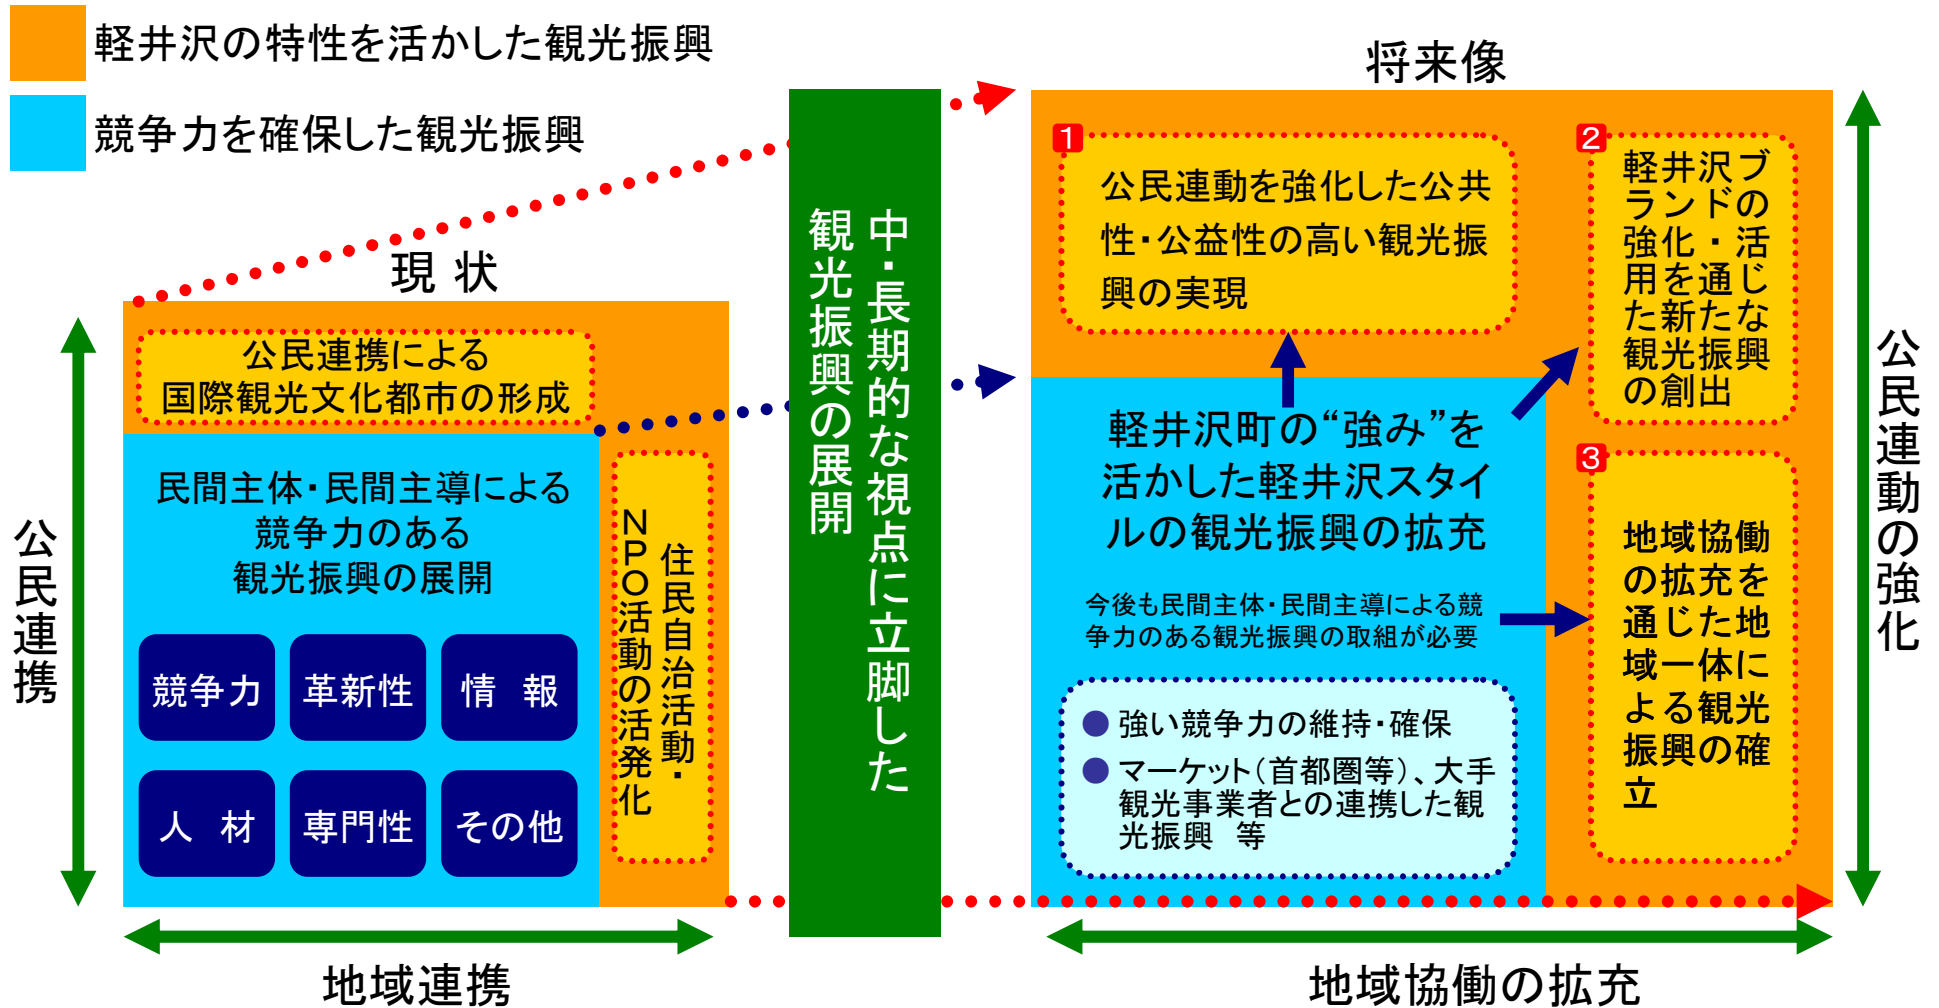 軽井沢の特性を活かした観光振興
競争力を確保した観光振興
現 状
公民連携による
国際観光文化都市の形成
民間主体・民間主導による
競争力のある
観光振興の展開
競争力
革新性
情 報
人 材
専門性
その他
住民自治活動・
NPO活動の活発化
公民連携
地域連携
中・長期的な視点に立脚した
観光振興の展開
将来像
1
公民連動を強化した公共
性・公益性の高い観光振
興の実現
2
軽井沢ブ
ランドの
強化・活
用を通じ
た新たな
観光振興
の創出
3
地域協働
の拡充を
通じた地
域一体に
よる観光
振興の確
立
軽井沢町の“強み”を
活かした軽井沢スタイ
ルの観光振興の拡充
今後も民間主体・民間主導による競
争力のある観光振興の取組が必要
● 強い競争力の維持・確保
● マーケット(首都圏等)、大手
観光事業者との連携した観
光振興 等
公民連動の強化
地域協働の拡充